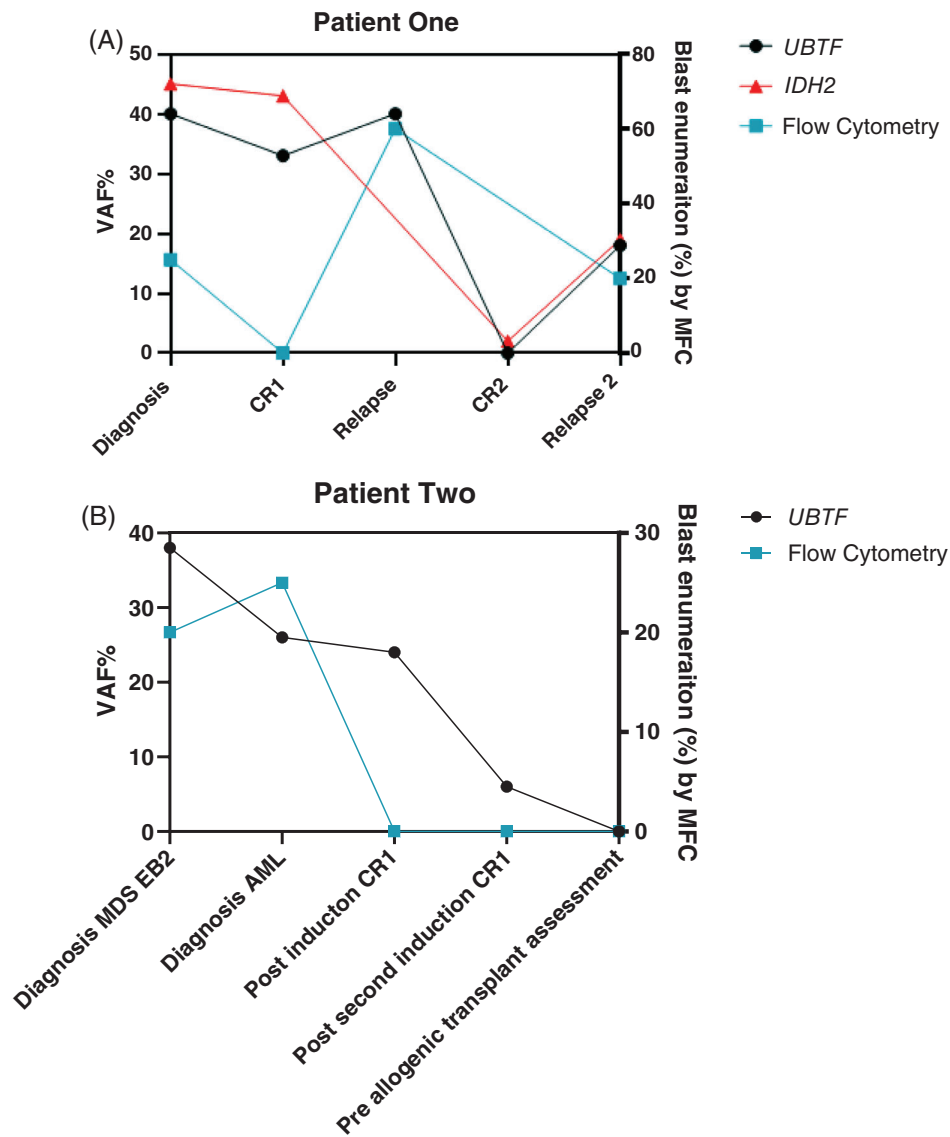 Patient One
(A)
50
40
30
20
10
0
VAF%
80
60
40
20
0
Blast enumeraiton (%) by MFC
Diagnosis
CR1
Relapse
CR2
Relapse 2
UBTF
IDH2
Flow Cytometry
Patient Two
(B)
40
30
20
10
0
VAF%
30
20
10
0
Blast enumeraiton (%) by MFC
Diagnosis MDS EB2
Diagnosis AML
Post inducton CR1
Post second induction CR1
Pre allogenic transplant assessment
UBTF
Flow Cytometry